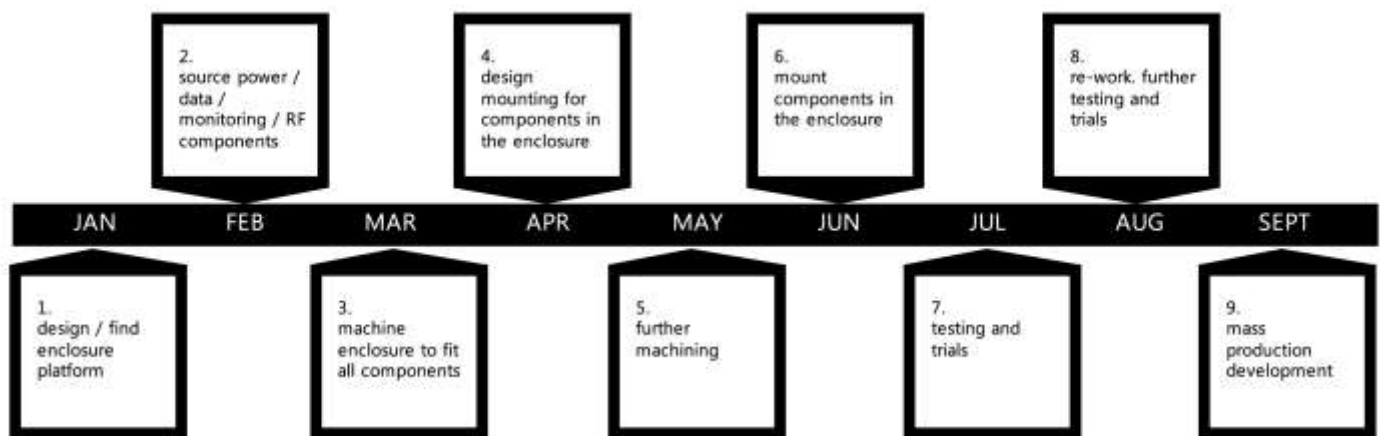 2.
source power /
data /
monitoring / RF
components
4.
design
mounting for
components in
the enclosure
6.
mount
components in
the enclosure
8.
re-work. further
testing and
trials
JAN FEB MAR APR MAY JUN JUL AUG SEPT
1.
design / find
enclosure
platform
3.
machine
enclosure to fit
all components
5.
further
machining
7.
testing and
trials
9.
mass
production
development